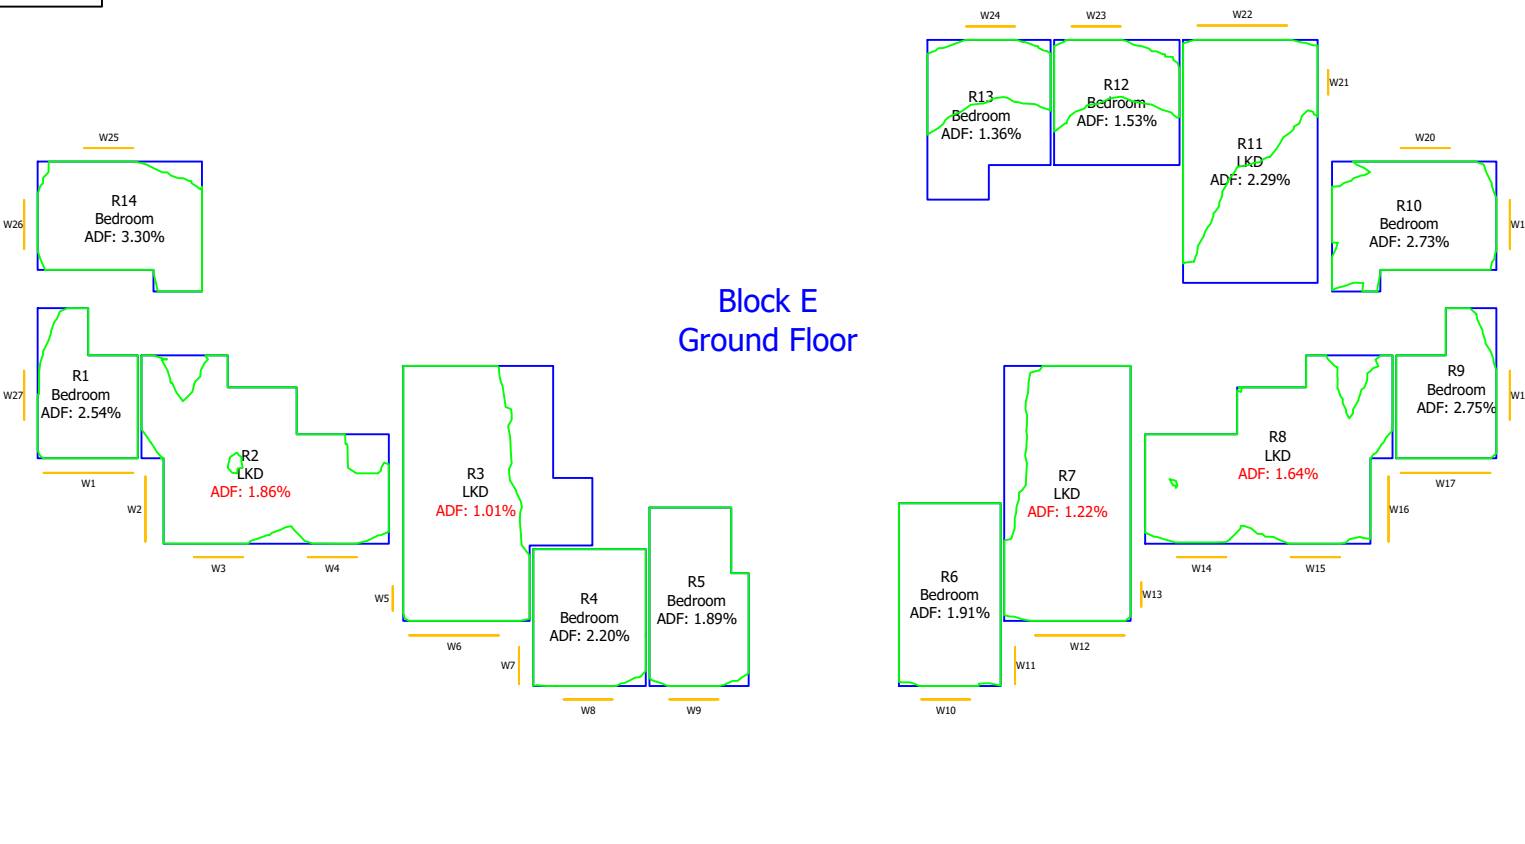 W24
W23
W22
W21
R13
Bedroom
ADF: 1.36%
R12
Bedroom
ADF: 1.53%
R11
LKD
ADF: 2.29%
W25
W20
W26
R14
Bedroom
ADF: 3.30%
R10
Bedroom
ADF: 2.73%
W1
Block E
Ground Floor
W27
R1
Bedroom
ADF: 2.54%
R9
Bedroom
ADF: 2.75%
W1
R2
LKD
ADF: 1.86%
R3
LKD
ADF: 1.01%
R7
LKD
ADF: 1.22%
R8
LKD
ADF: 1.64%
W1
W2
W17
W16
W3
W4
W14
W15
W5
R4
Bedroom
ADF: 2.20%
R5
Bedroom
ADF: 1.89%
R6
Bedroom
ADF: 1.91%
W13
W6
W7
W11
W12
W8
W9
W10